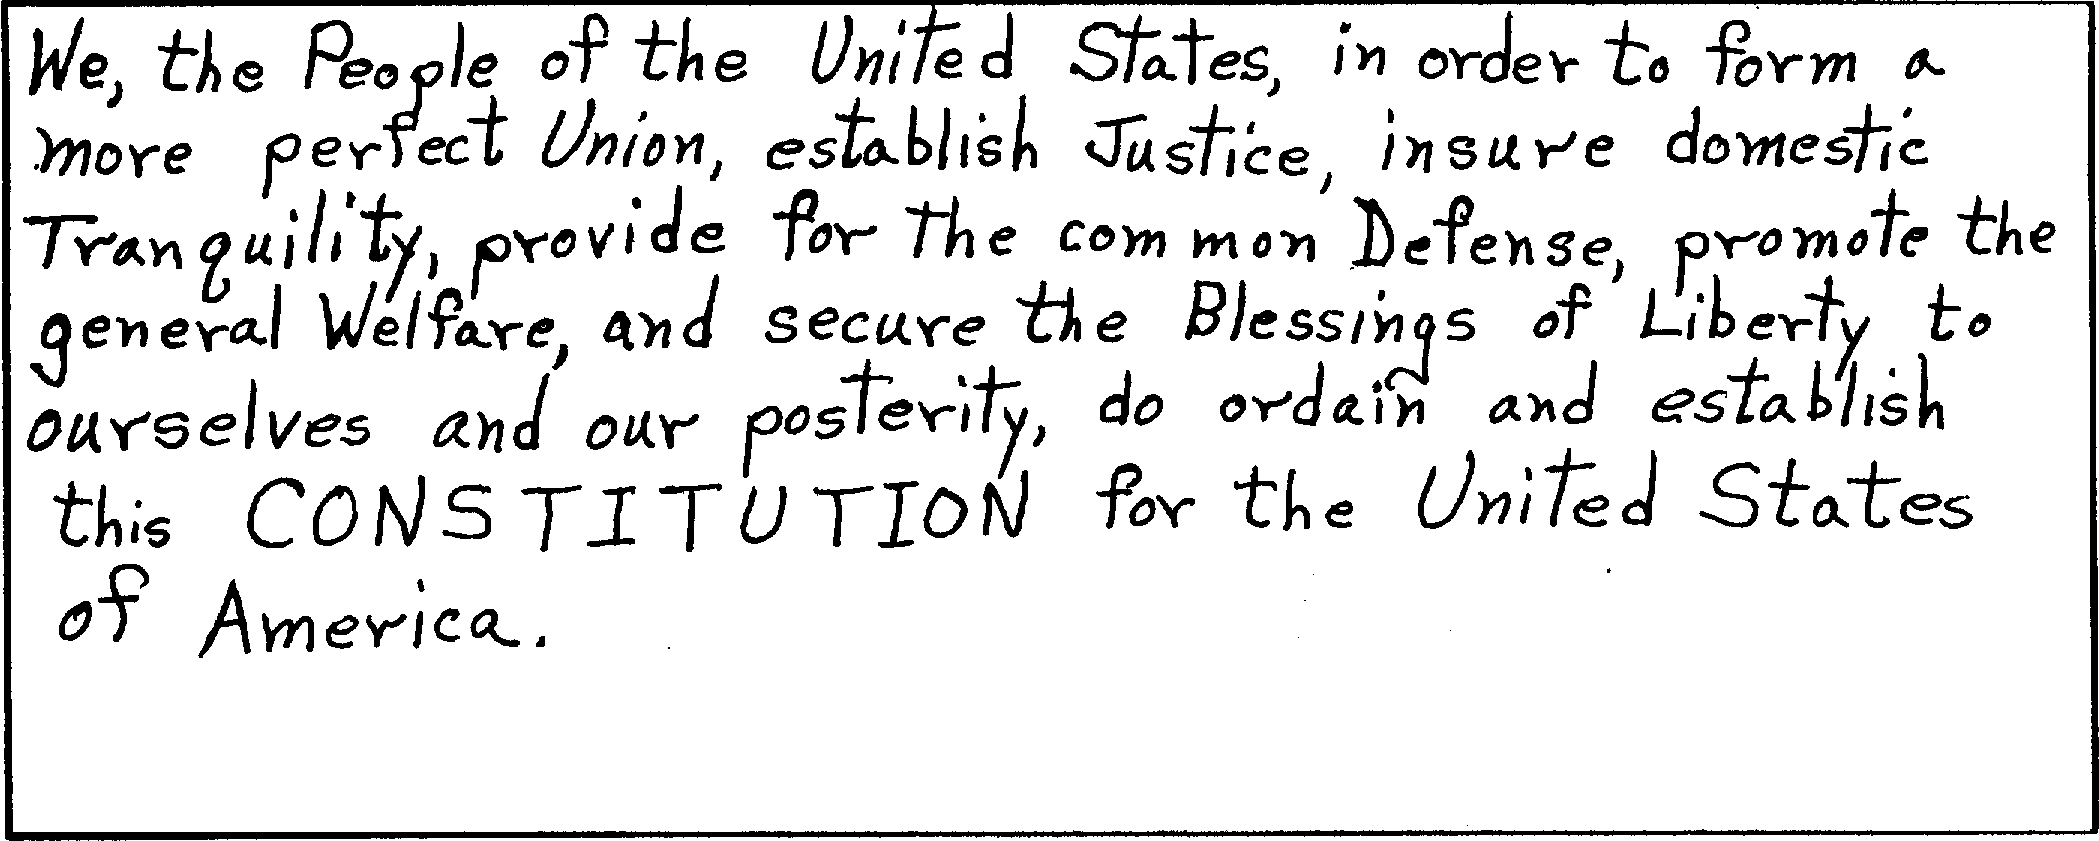 We, the People of the United States, in order to form a
more perfect Union, establish Justice, insure domestic
Tranquility, provide for the common Defense, promote the
general Welfare, and secure the Blessings of Liberty to
ourselves and our posterity, do ordain and establish
this CONSTITUTION for the United States
of America.